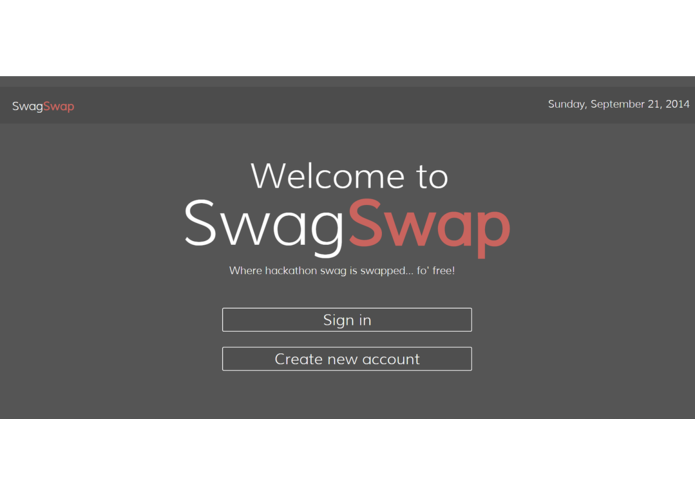 SwagSwap
Sunday, September 21, 2014
Welcome to
SwagSwap
Where hackathon swag is swapped... fo' free!
Sign in
Create new account